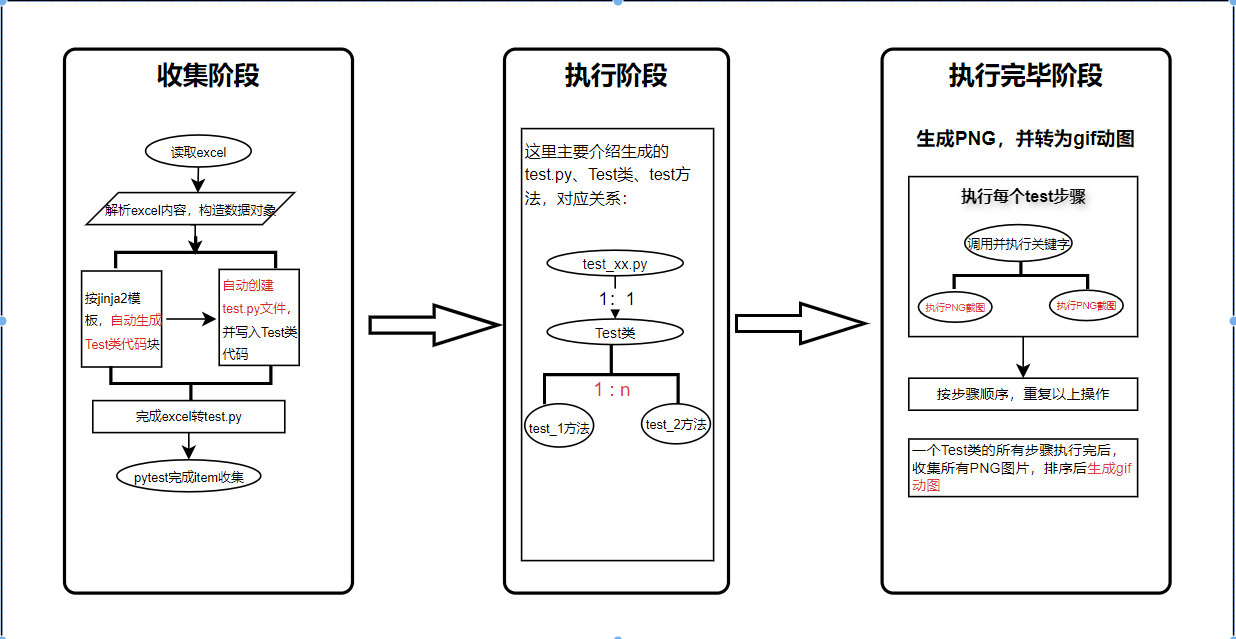 收集阶段
读取excel
解析excel内容，构造数据对象
按jinja2模
板，自动生成
Test类代码块
自动创建
test.py文件，
并写入Test类
代码
完成excel转test.py
pytest完成item收集
执行阶段
这里主要介绍生成的
test.py、Test类、test方
法，对应关系：
test_xx.py
1：1
Test类
1：n
test_1方法
test_2方法
执行完毕阶段
生成PNG，并转为gif动图
执行每个test步骤
调用并执行关键字
执行PNG截图
执行PNG截图
按步骤顺序，重复以上操作
一个Test类的所有步骤执行完后，
收集所有PNG图片，排序后生成gif
动图